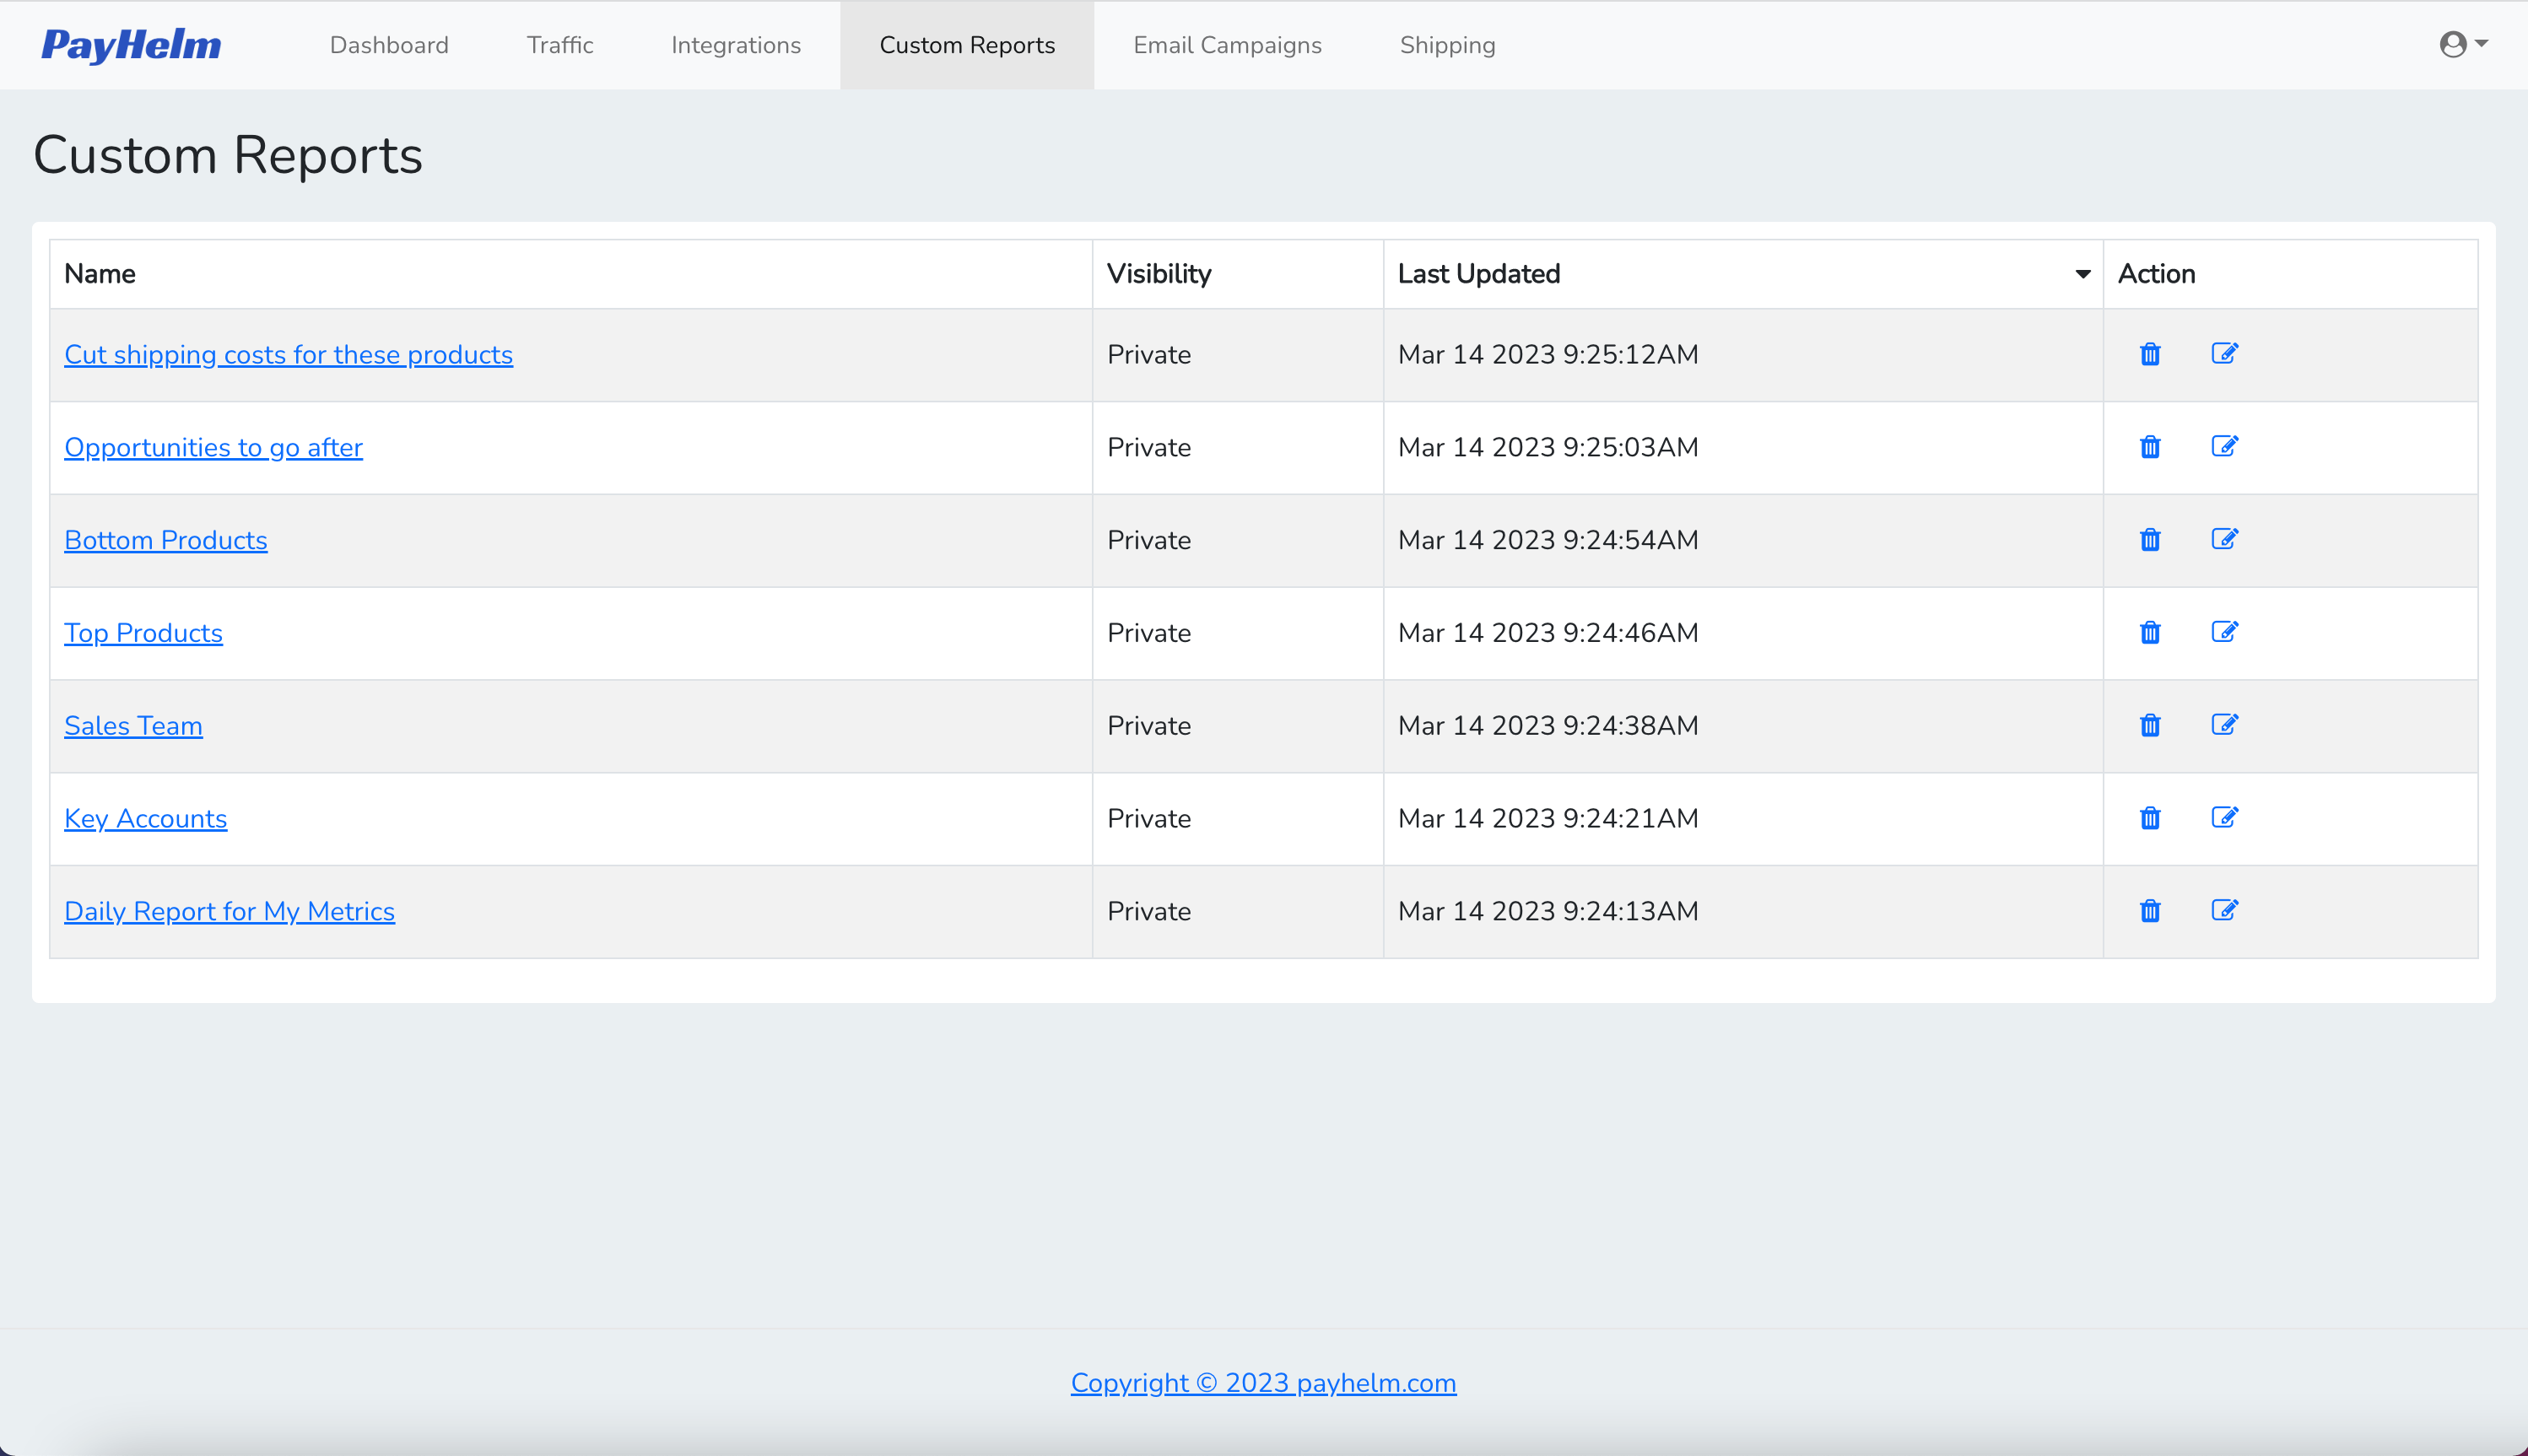 PayHelm Dashboard Traffic Integrations Custom Reports Email Campaigns Shipping
Custom Reports
Name Visibility Last Updated Action
Cut shipping costs for these products Private Mar 14 2023 9:25:12AM
Opportunities to go after Private Mar 14 2023 9:25:03AM
Bottom Products Private Mar 14 2023 9:24:54AM
Top Products Private Mar 14 2023 9:24:46AM
Sales Team Private Mar 14 2023 9:24:38AM
Key Accounts Private Mar 14 2023 9:24:21AM
Daily Report for My Metrics Private Mar 14 2023 9:24:13AM
Copyright © 2023 payhelm.com